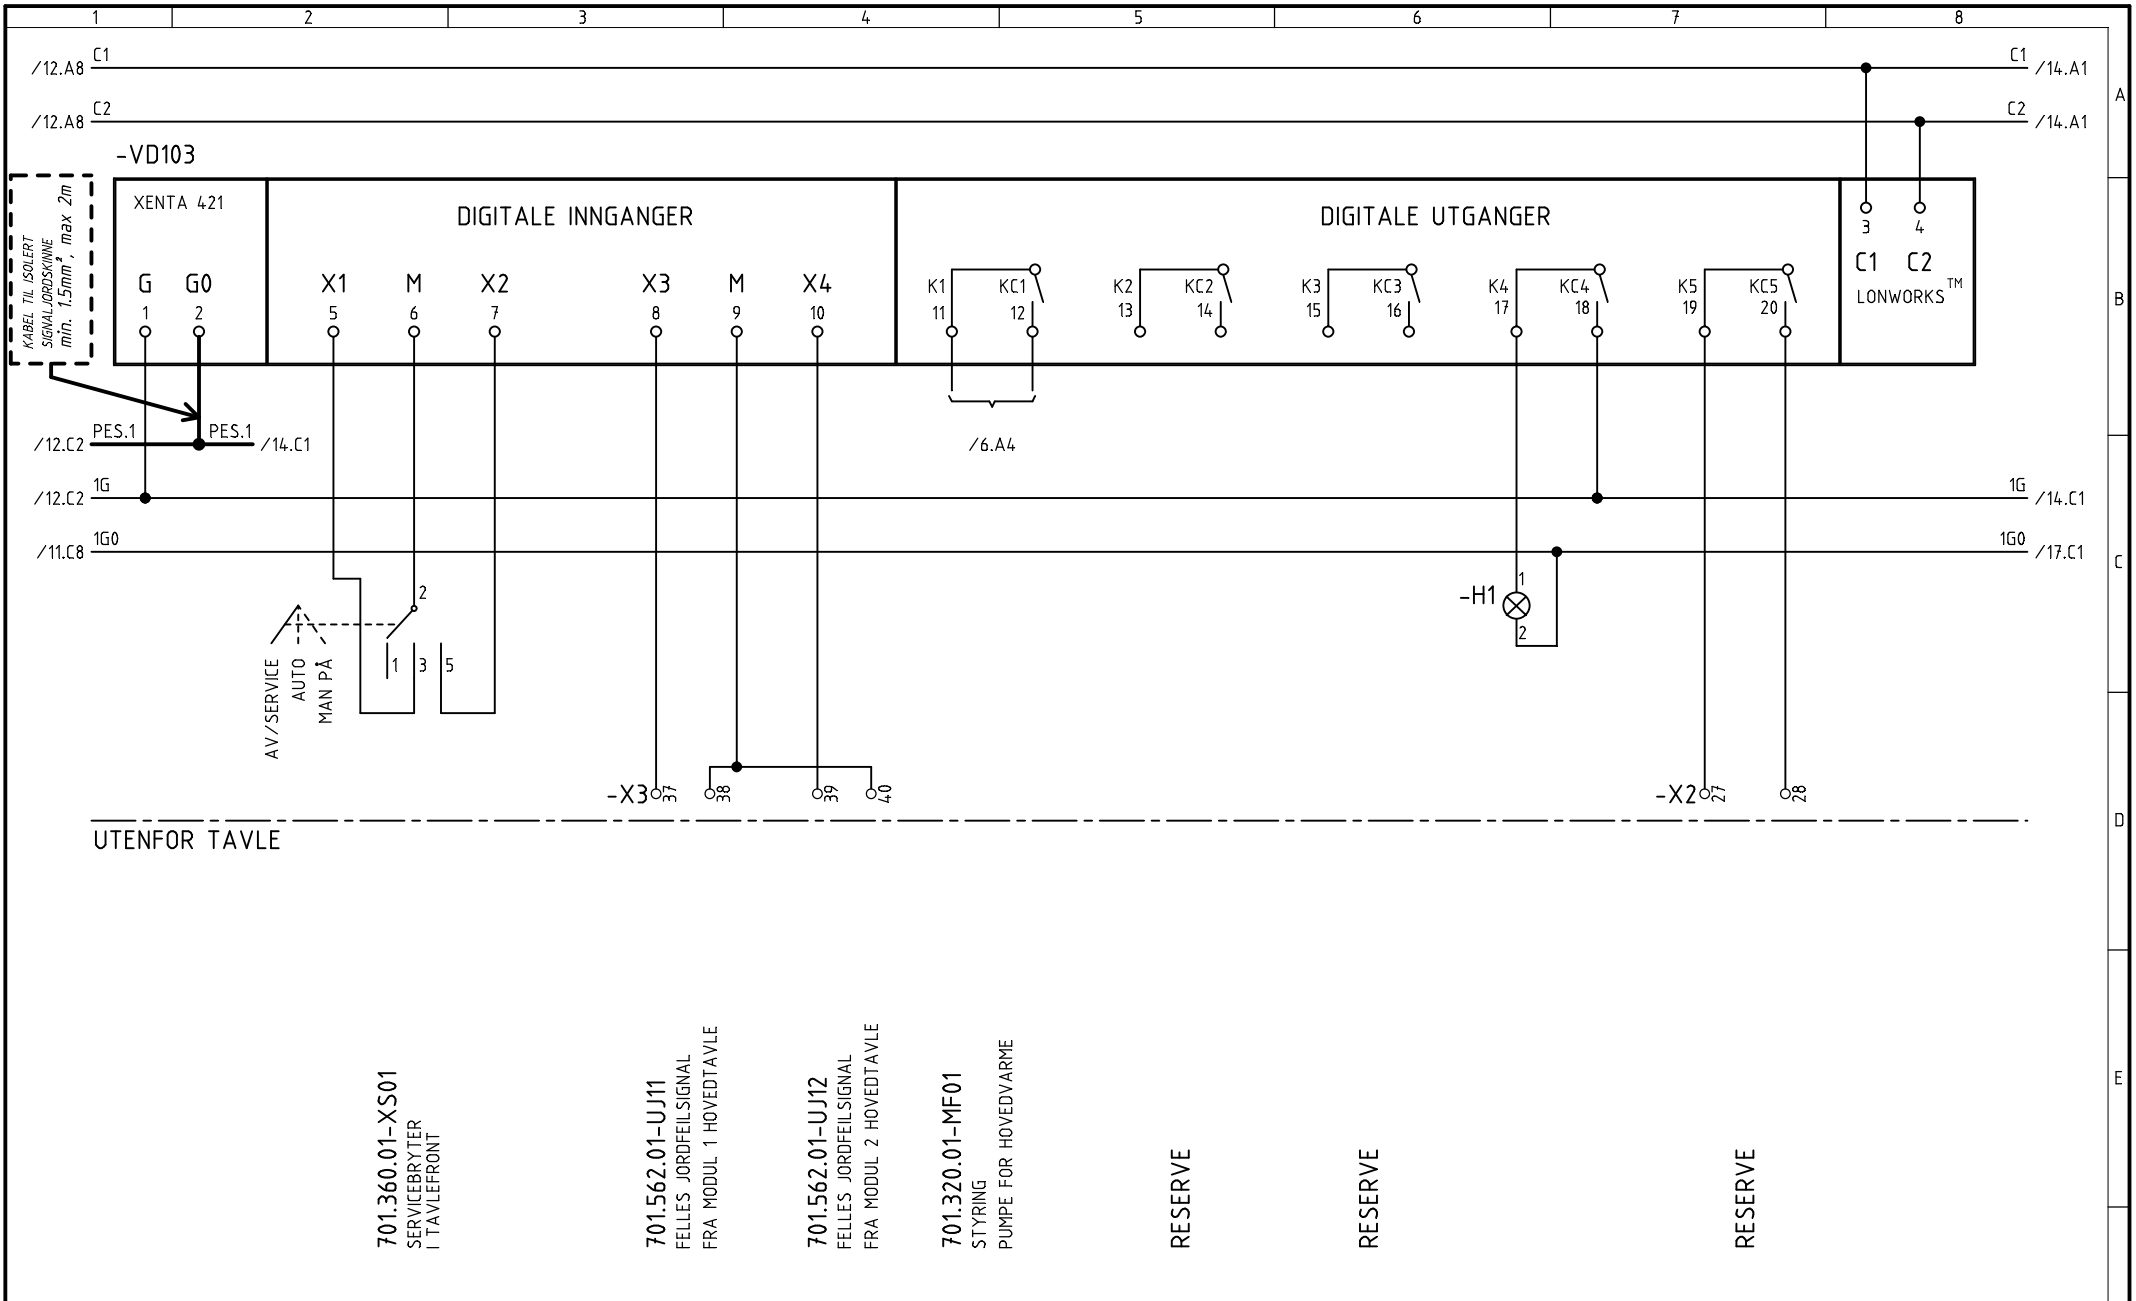 1 2 3 4 5 6 7 8
C1 C1
/12.A8 /14.A1
C2 C2
/12.A8 /14.A1
A
-VD103
KABEL TIL ISOLERT
SIGNALJORDSKINNE
min. 1.5mm², max 2m
XENTA 421
DIGITALE INNGANGER
DIGITALE UTGANGER
3 4
C1 C2
LONWORKS™
G G0 X1 M X2 X3 M X4
1 2 5 6 7 8 9 10
K1 KC1 K2 KC2 K3 KC3 K4 KC4 K5 KC5
11 12 13 14 15 16 17 18 19 20
B
PES.1 PES.1
/12.C2 /14.C1
/6.A4
1G 1G
/12.C2 /14.C1
1G0 1G0
/11.C8 /17.C1
C
2
-H1
1
2
1 3 5
AV/SERVICE
AUTO
MAN PÅ
-X3 37 38 39 40
-X2 27 28
D
UTENFOR TAVLE
E
701.360.01-XS01
SERVICEBRYTER
I TAVLEFRONT
701.562.01-UJ11
FELLES JORDFEILSIGNAL
FRA MODUL 1 HOVEDTAVLE
701.562.01-UJ12
FELLES JORDFEILSIGNAL
FRA MODUL 2 HOVEDTAVLE
701.320.01-MF01
STYRING
PUMPE FOR HOVEDVARME
RESERVE
RESERVE
RESERVE